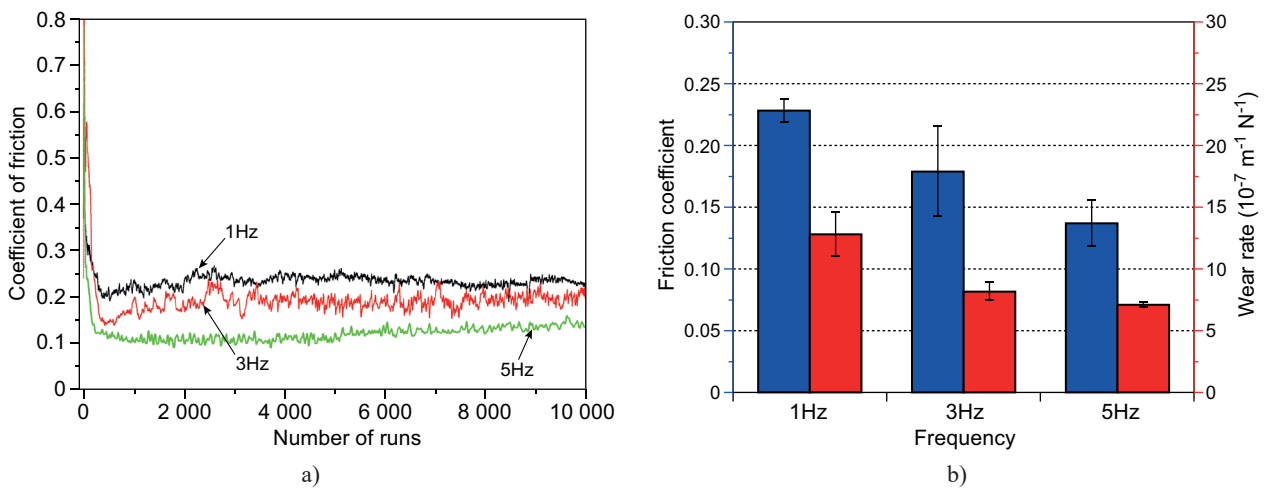 0.8
0.7
0.6
0.5
0.4
0.3
0.2
0.1
0
Coefficient of friction
1Hz
3Hz
5Hz
0
2 000
4 000
6 000
8 000
10 000
Number of runs
a)
0.30
0.25
0.20
0.15
0.10
0.05
0
Friction coefficient
30
25
20
15
10
5
0
Wear rate (10⁻⁷ m⁻¹ N⁻¹)
1Hz
3Hz
5Hz
Frequency
b)